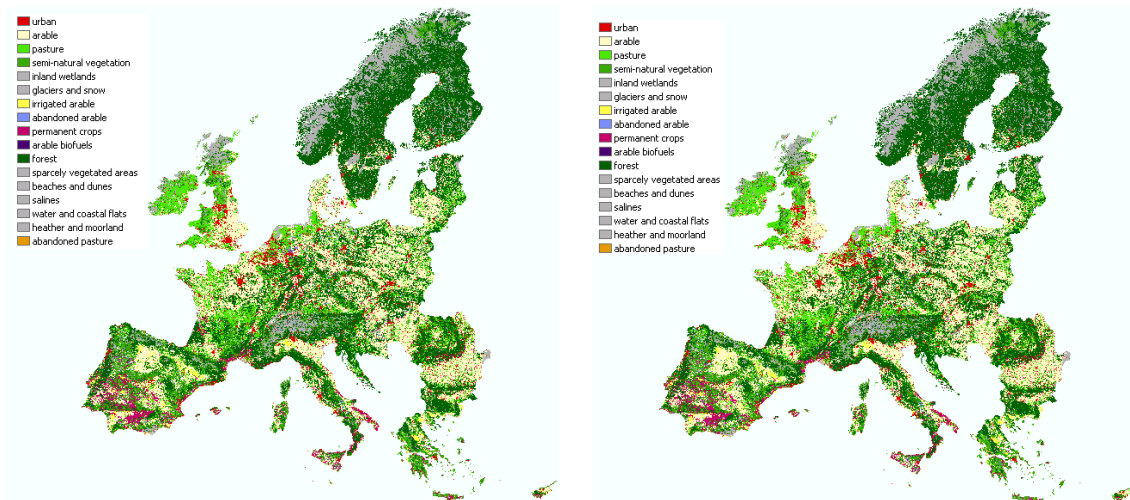 urban
arable
pasture
semi-natural vegetation
inland wetlands
glaciers and snow
irrigated arable
abandoned arable
permanent crops
arable biofuels
forest
sparcely vegetated areas
beaches and dunes
salines
water and coastal flats
heather and moorland
abandoned pasture
urban
arable
pasture
semi-natural vegetation
inland wetlands
glaciers and snow
irrigated arable
abandoned arable
permanent crops
arable biofuels
forest
sparcely vegetated areas
beaches and dunes
salines
water and coastal flats
heather and moorland
abandoned pasture